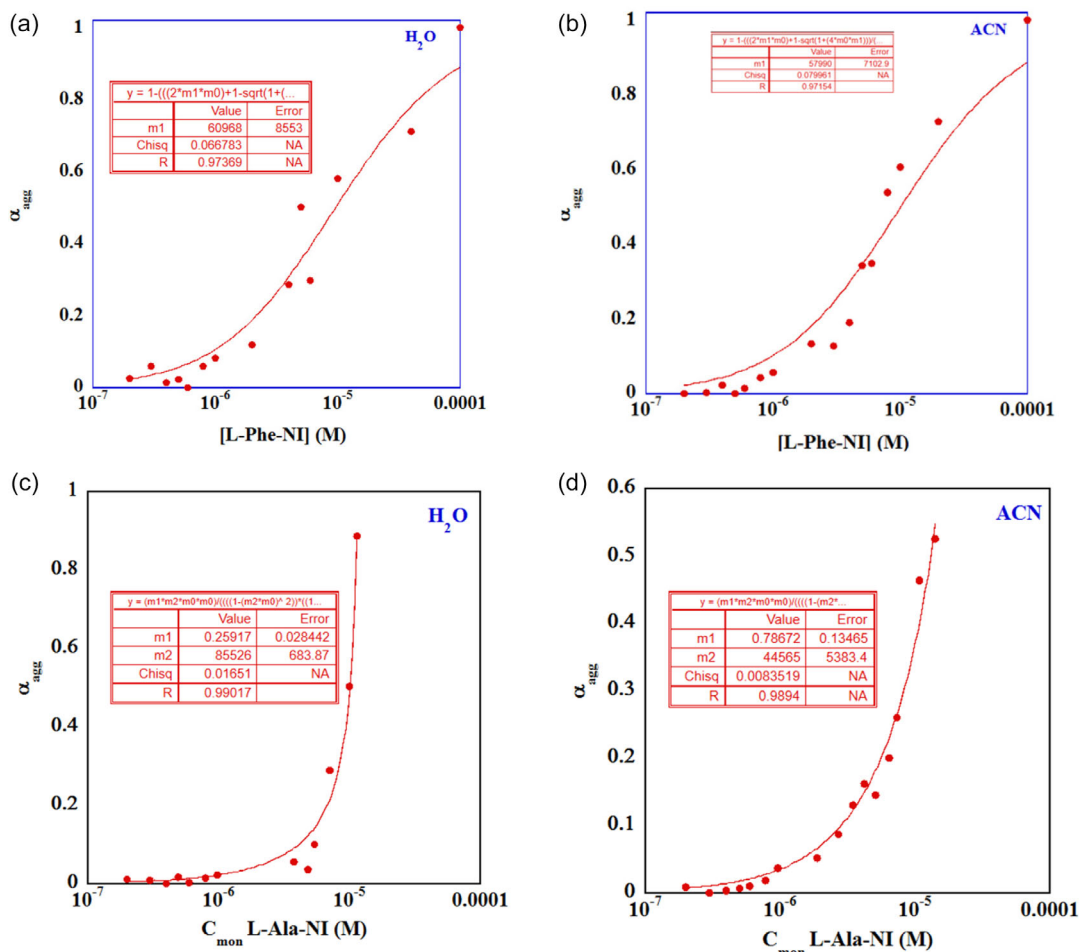 (a)
H2O
y = 1-(((2*m1*m0)+1-sqrt(1+(...
Value Error
m1 60968 8553
Chisq 0.066783 NA
R 0.97369 NA
1
0.8
0.6
0.4
0.2
0
αagg
10-7 10-6 10-5 0.0001
[L-Phe-NI] (M)
(b)
ACN
y = 1-(((2*m1*m0)+1-sqrt(1+(4*m0*m1)))/(...
Value Error
m1 57990 7102.9
Chisq 0.079961 NA
R 0.97154
1
0.8
0.6
0.4
0.2
0
αagg
10-7 10-6 10-5 0.0001
[L-Phe-NI] (M)
(c)
H2O
y = (m1*m2*m0*m0)/((((1-(m2*m0)^ 2))*((1...
Value Error
m1 0.25917 0.028442
m2 85526 683.87
Chisq 0.01651 NA
R 0.99017
1
0.8
0.6
0.4
0.2
0
αagg
10-7 10-6 10-5 0.0001
Cmon L-Ala-NI (M)
(d)
ACN
y = (m1*m2*m0*m0)/((((1-(m2*...
Value Error
m1 0.78672 0.13465
m2 44565 5383.4
Chisq 0.0083519 NA
R 0.9894 NA
0.6
0.5
0.4
0.3
0.2
0.1
0
αagg
10-7 10-6 10-5 0.0001
Cmon L-Ala-NI (M)